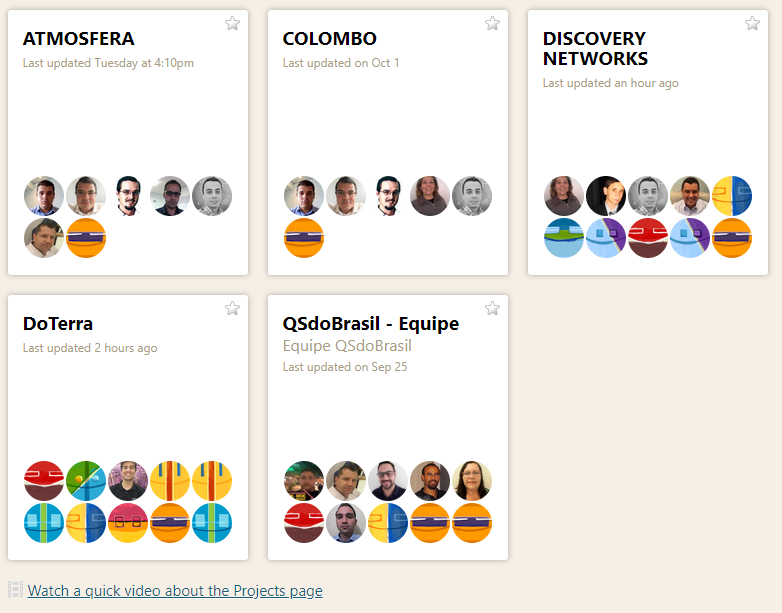 ATMOSFERA
Last updated Tuesday at 4:10pm
COLOMBO
Last updated on Oct 1
DISCOVERY
NETWORKS
Last updated an hour ago
DoTerra
Last updated 2 hours ago
QSdoBrasil - Equipe
Equipe QSdoBrasil
Last updated on Sep 25
Watch a quick video about the Projects page